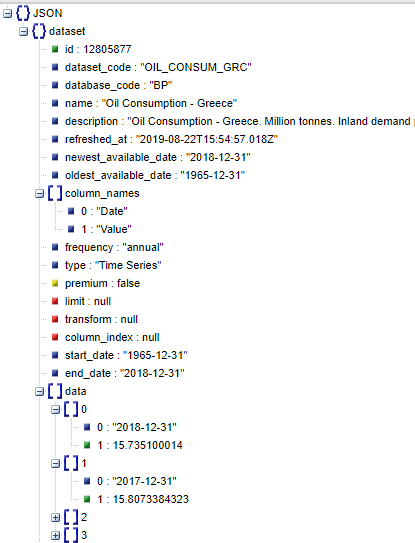 JSON
dataset
id : 12805877
dataset_code : "OIL_CONSUM_GRC"
database_code : "BP"
name : "Oil Consumption - Greece"
description : "Oil Consumption - Greece. Million tonnes. Inland demand
refreshed_at : "2019-08-22T15:54:57.018Z"
newest_available_date : "2018-12-31"
oldest_available_date : "1965-12-31"
column_names
0 : "Date"
1 : "Value"
frequency : "annual"
type : "Time Series"
premium : false
limit : null
transform : null
column_index : null
start_date : "1965-12-31"
end_date : "2018-12-31"
data
0
0 : "2018-12-31"
1 : 15.735100014
1
0 : "2017-12-31"
1 : 15.8073384323
2
3